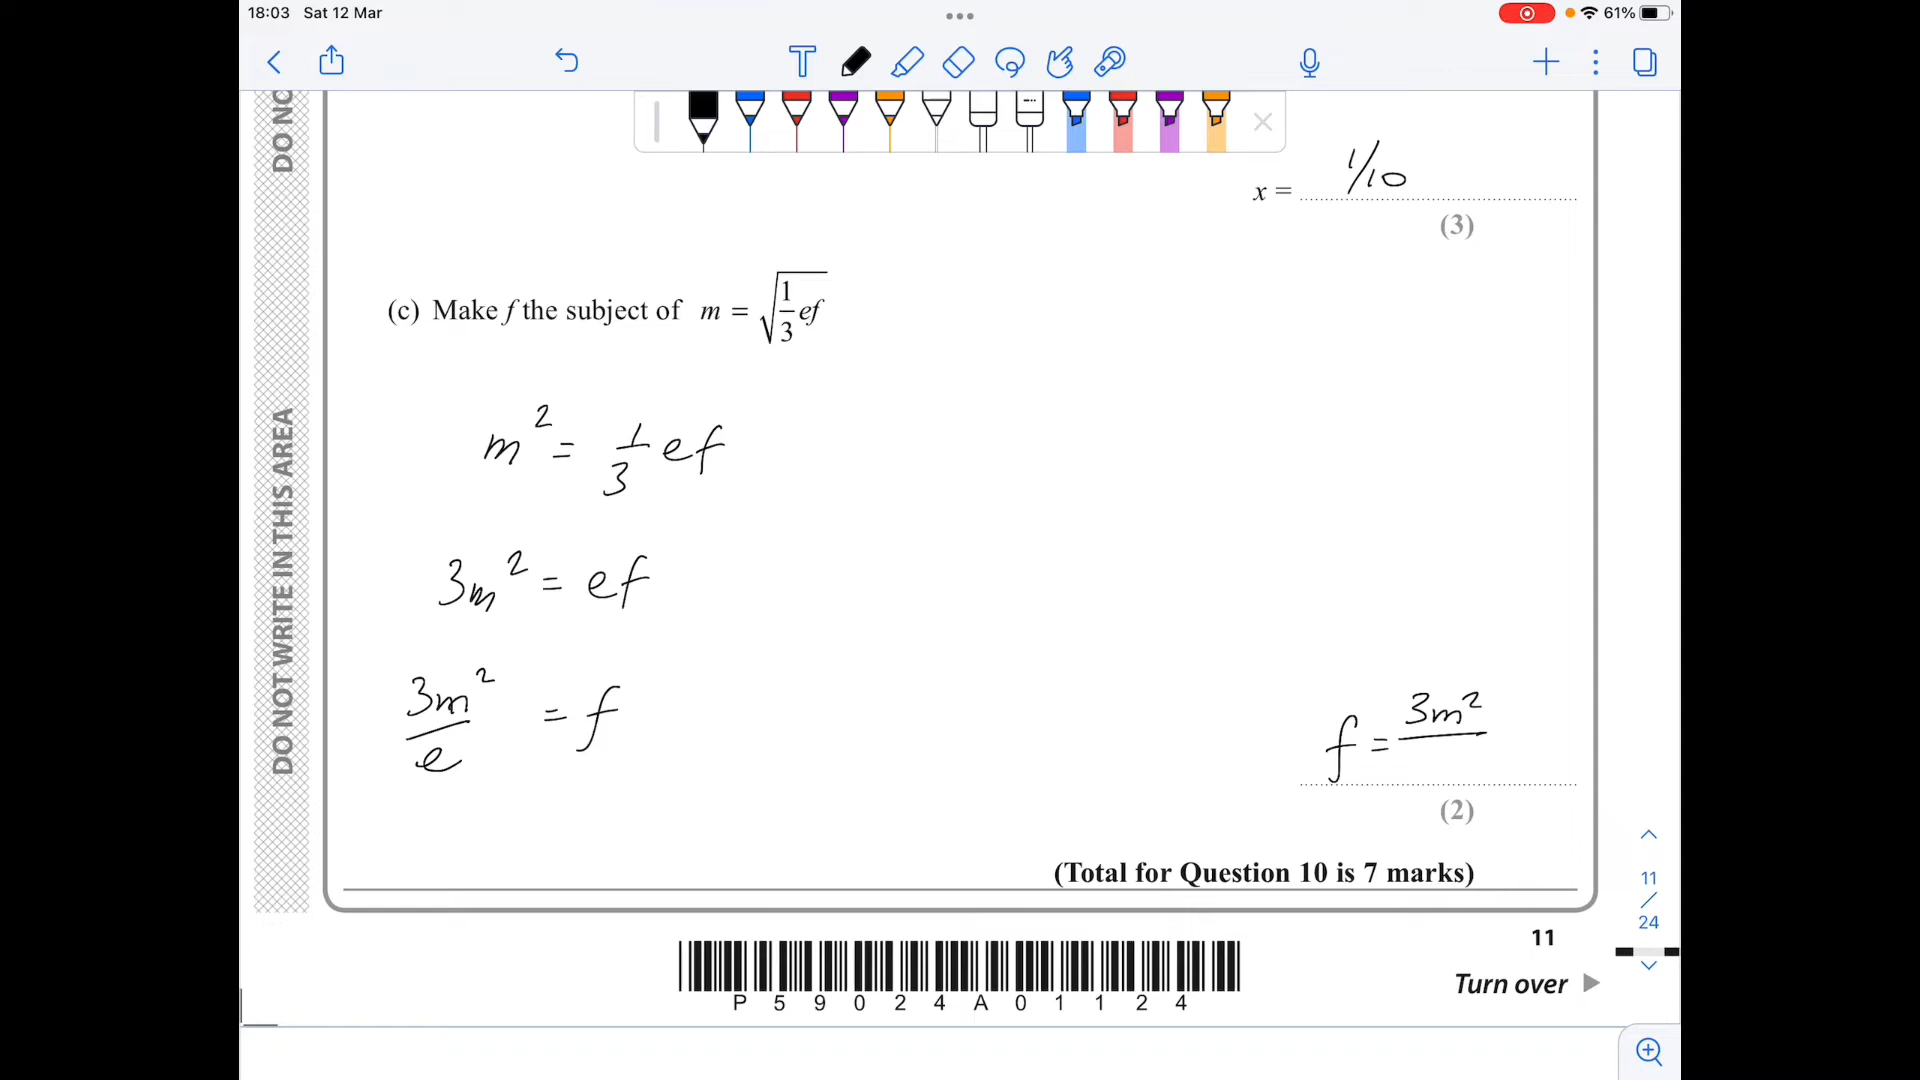 18:03 Sat 12 Mar
61%
DO NO
x = 1/10
(3)
(c) Make f the subject of m = √(1/3 ef)
m² = 1/3 ef
3m² = ef
3m²/e = f
f = 3m²
(2)
(Total for Question 10 is 7 marks)
DO NOT WRITE IN THIS AREA
11
/
24
11
P 5 9 0 2 4 A 0 1 1 2 4
Turn over